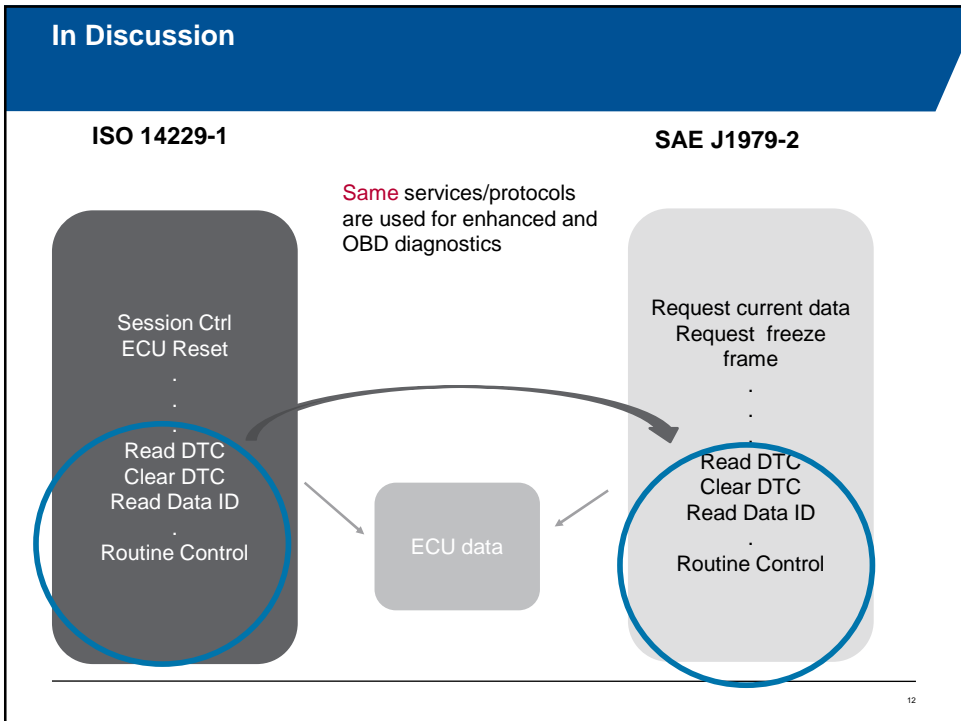 In Discussion
ISO 14229-1
SAE J1979-2
Same services/protocols
are used for enhanced and
OBD diagnostics
Session Ctrl
ECU Reset
.
.
.
Read DTC
Clear DTC
Read Data ID
.
Routine Control
ECU data
Request current data
Request freeze
frame
.
.
.
Read DTC
Clear DTC
Read Data ID
.
Routine Control
12